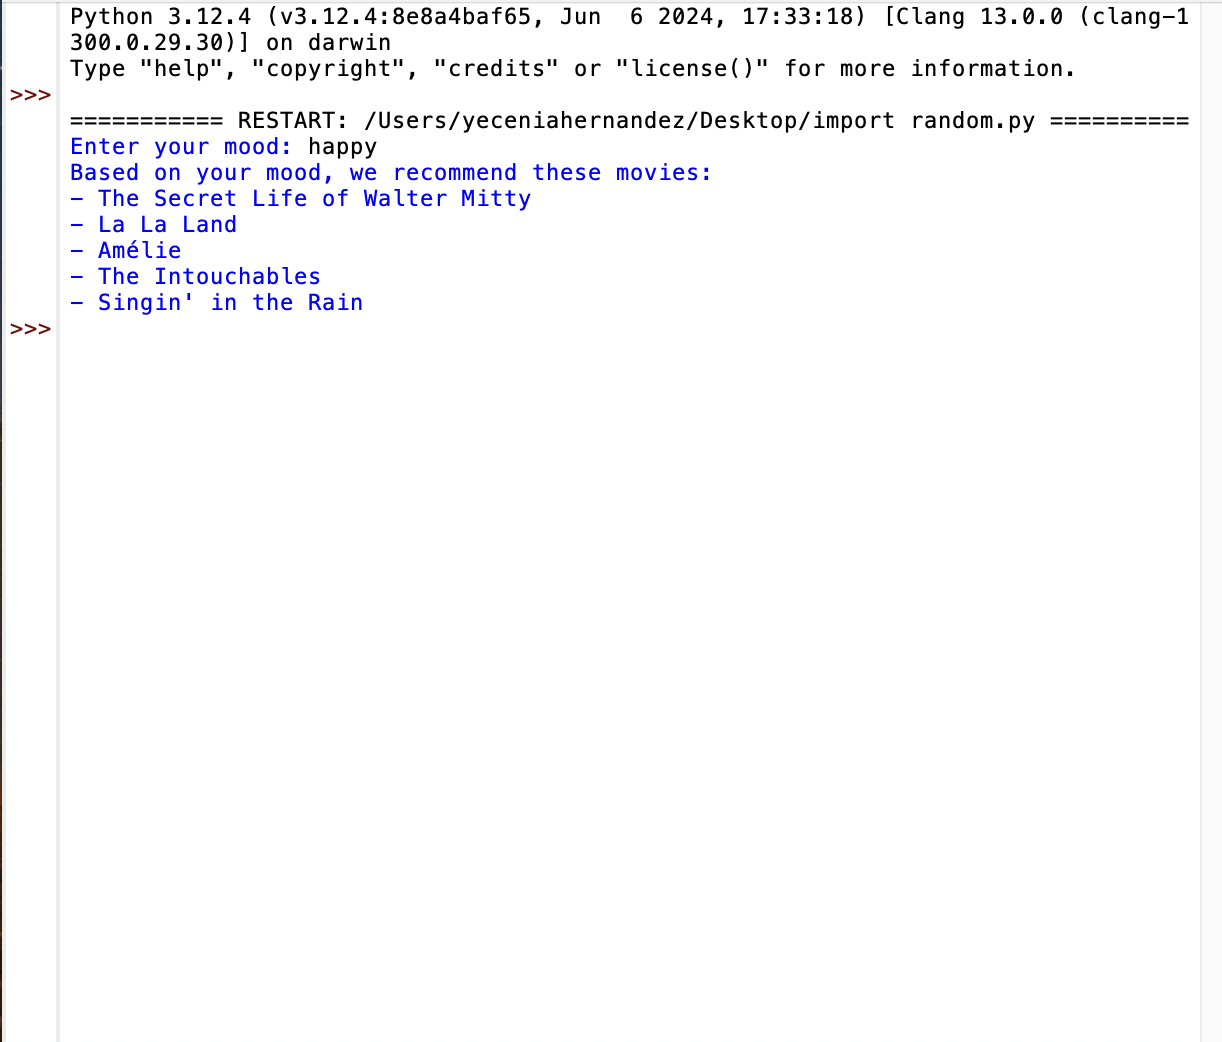 Python 3.12.4 (v3.12.4:8e8a4baf65, Jun  6 2024, 17:33:18) [Clang 13.0.0 (clang-1
300.0.29.30)] on darwin
Type "help", "copyright", "credits" or "license()" for more information.
>>>
=========== RESTART: /Users/yeceniahernandez/Desktop/import random.py ==========
Enter your mood: happy
Based on your mood, we recommend these movies:
- The Secret Life of Walter Mitty
- La La Land
- Amélie
- The Intouchables
- Singin' in the Rain
>>>